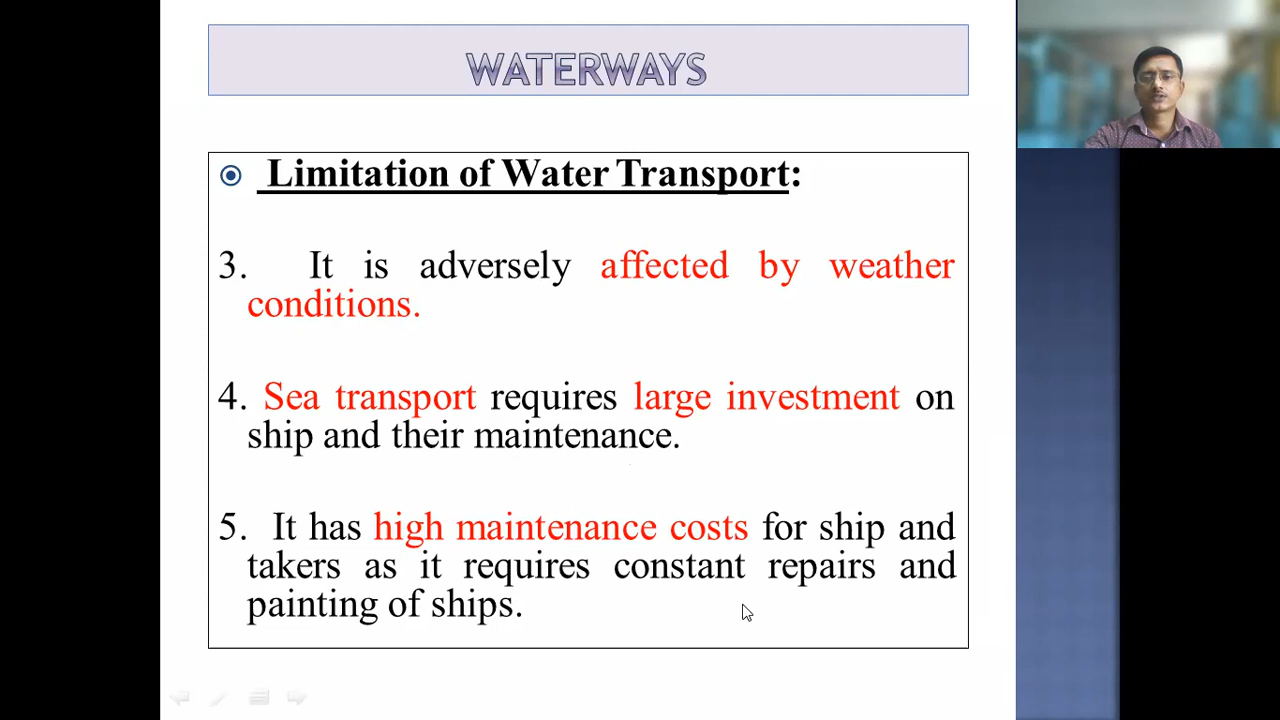 WATERWAYS
Limitation of Water Transport:
3. It is adversely affected by weather
conditions.
4. Sea transport requires large investment on
ship and their maintenance.
5. It has high maintenance costs for ship and
takers as it requires constant repairs and
painting of ships.